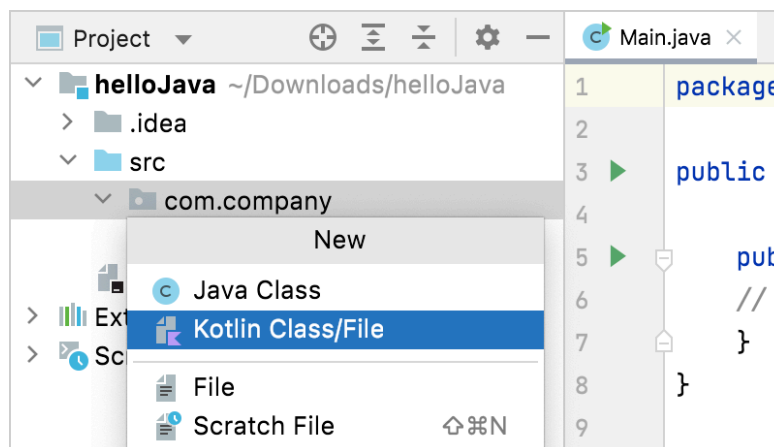 Project
Main.java
helloJava ~/Downloads/helloJava
.idea
src
com.company
New
Java Class
Kotlin Class/File
File
Scratch File ⇧⌘N
1 package
2
3 public
4
5 pub
6 //
7 }
8 }
9